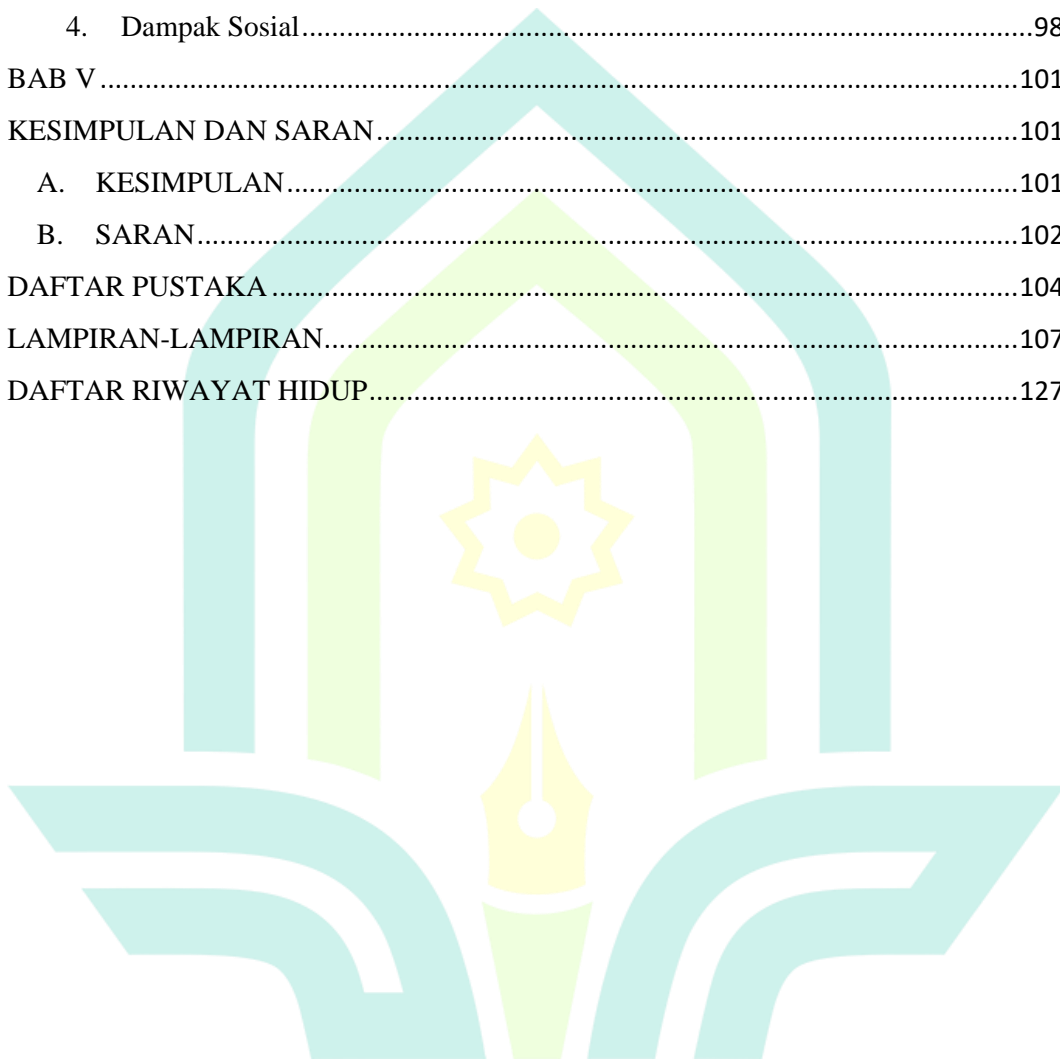 4. Dampak Sosial........................................................................................................98
BAB V...................................................................................................................................101
KESIMPULAN DAN SARAN............................................................................................101
A. KESIMPULAN.........................................................................................................101
B. SARAN......................................................................................................................102
DAFTAR PUSTAKA...........................................................................................................104
LAMPIRAN-LAMPIRAN...................................................................................................107
DAFTAR RIWAYAT HIDUP.............................................................................................127